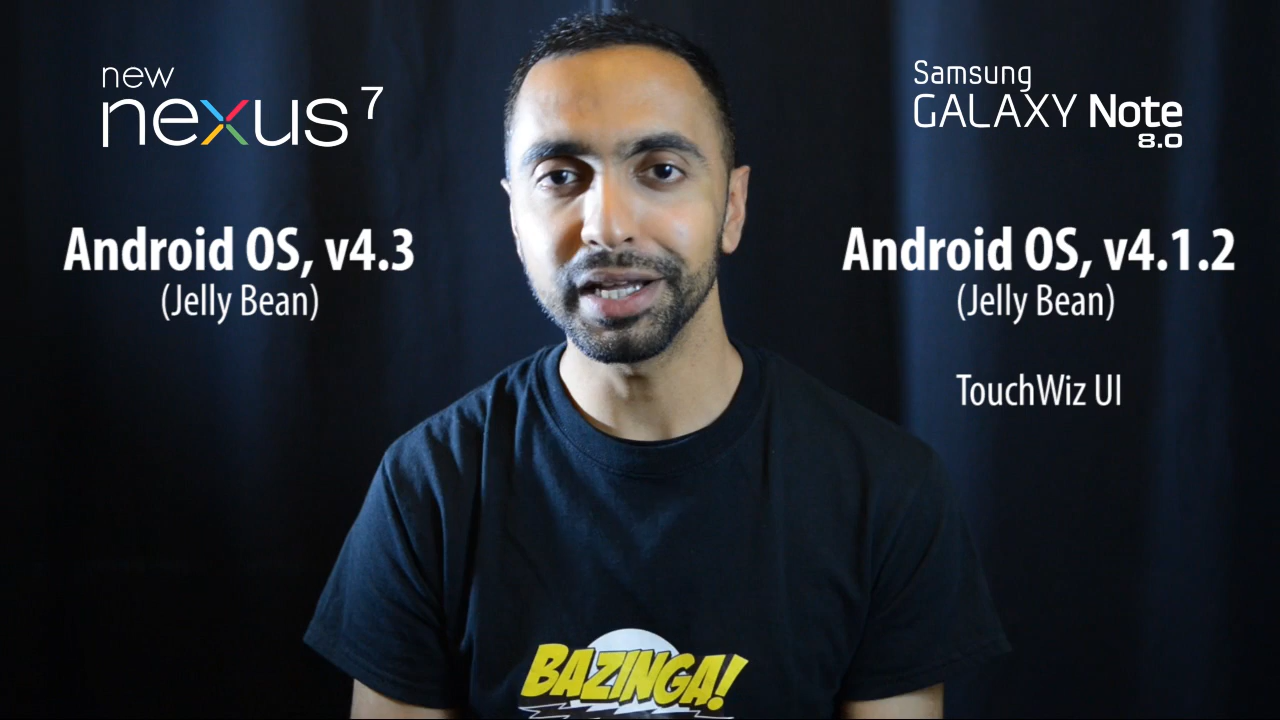 new
nexus 7
Android OS, v4.3
(Jelly Bean)
Samsung
GALAXY Note
8.0
Android OS, v4.1.2
(Jelly Bean)
TouchWiz UI
BAZINGA!